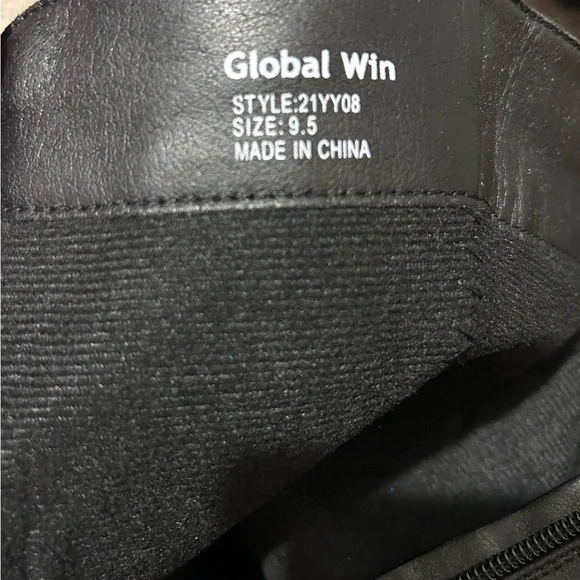 Global Win
STYLE:21YY08
SIZE: 9.5
MADE IN CHINA